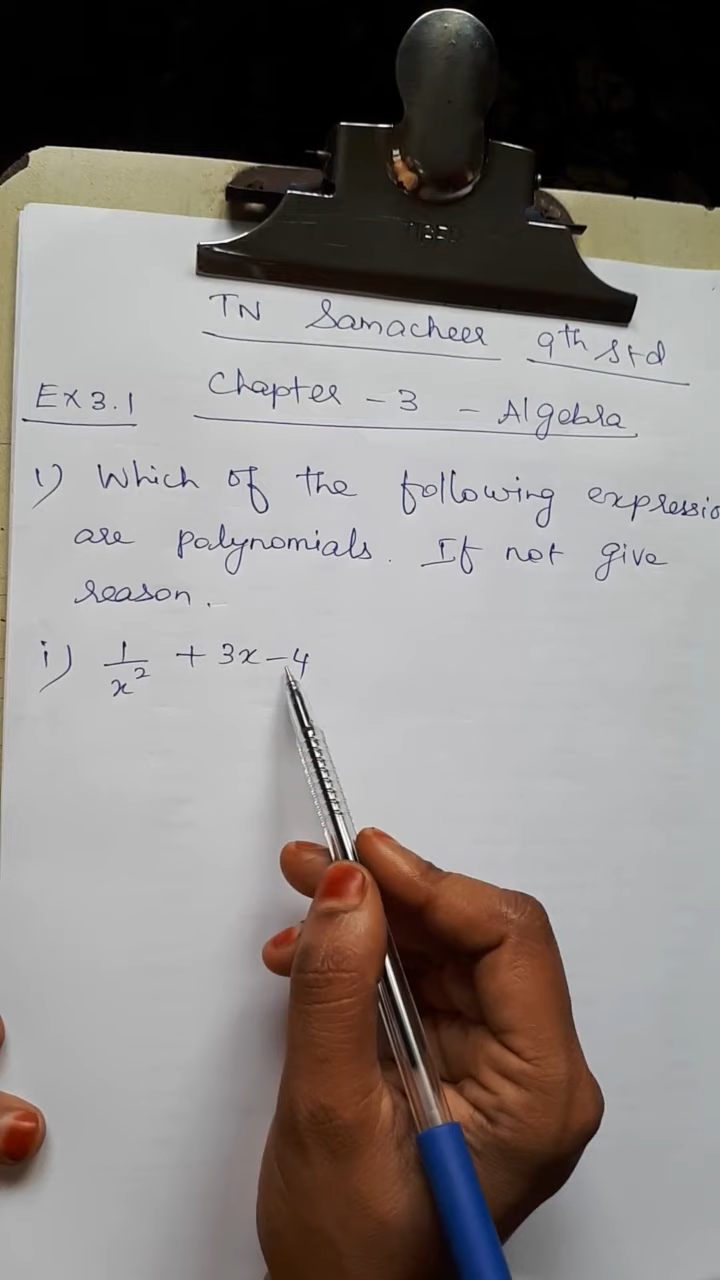 TN Samacheer 9th std
Ex 3.1 Chapter - 3 - Algebra
1) Which of the following expressio
are polynomials. If not give
reason.
i) 1/x² + 3x - 4